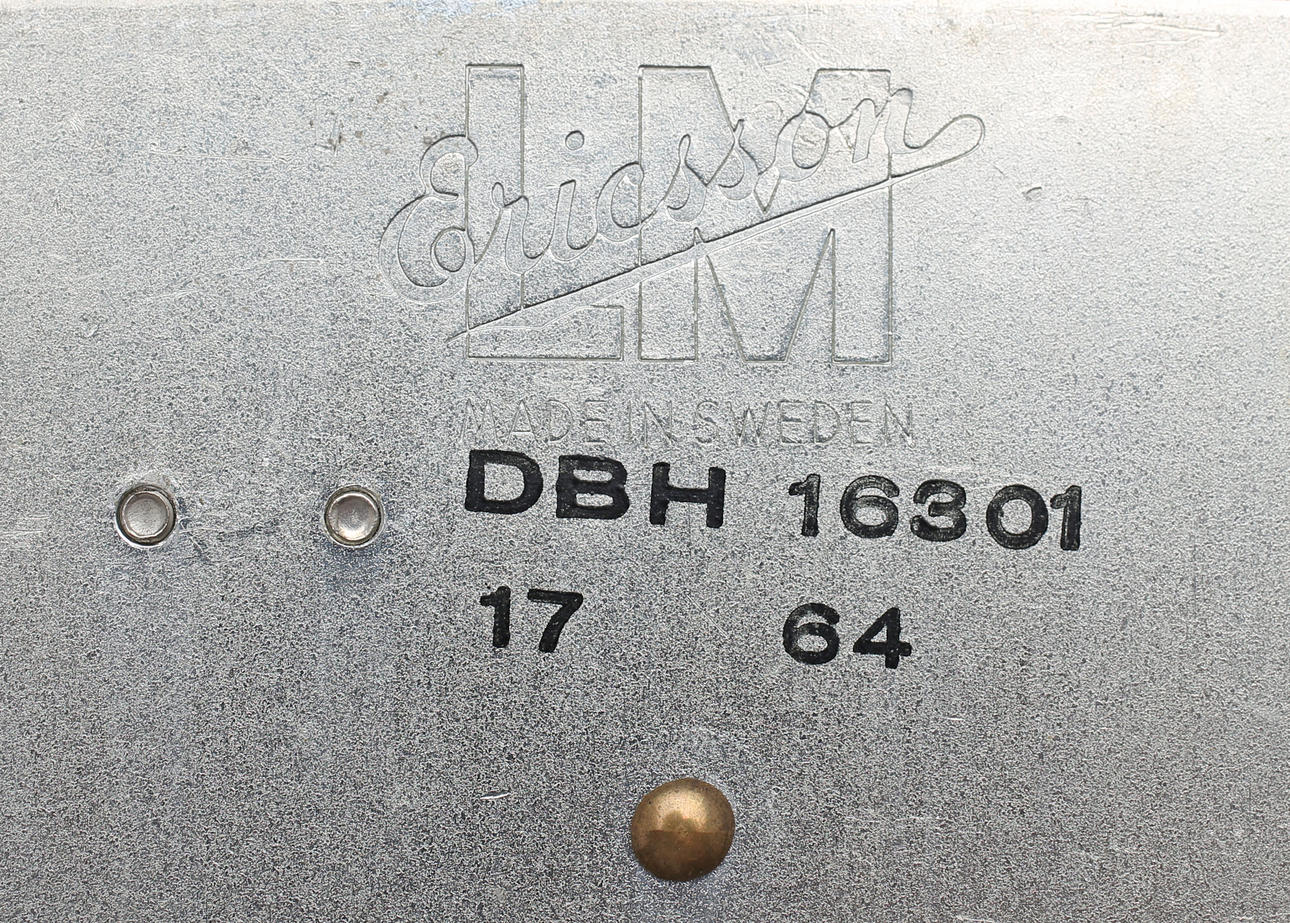 LM Ericsson
MADE IN SWEDEN
DBH 16301
17 64